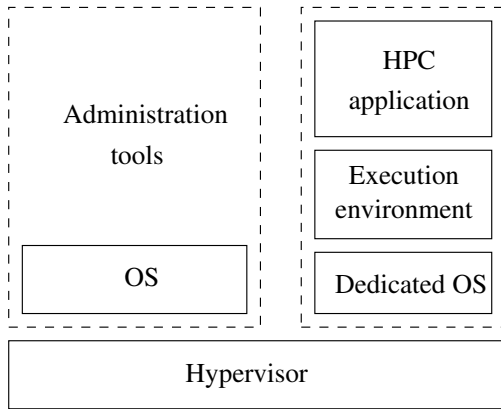 Administration
tools
OS
HPC
application
Execution
environment
Dedicated OS
Hypervisor